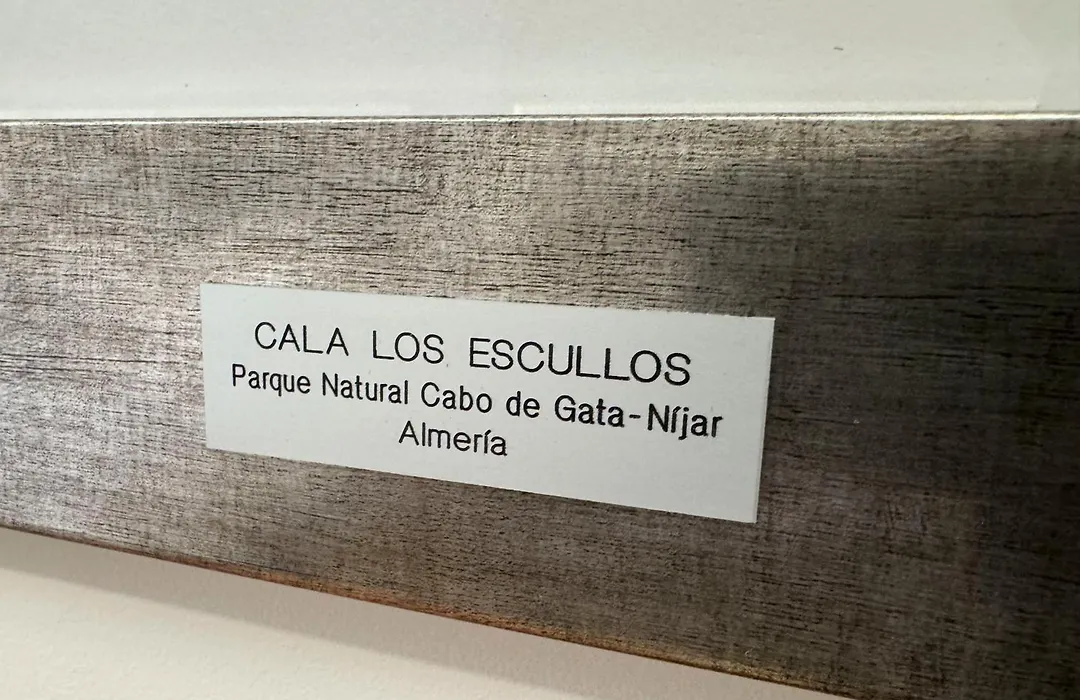 CALA LOS ESCULLOS
Parque Natural Cabo de Gata-Níjar
Almería